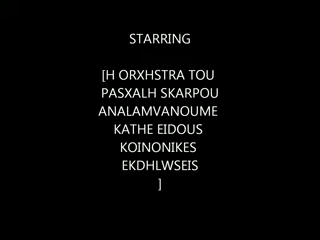 STARRING
[H ORXHSTRA TOU
PASXALH SKARPOU
ANALAMVANOUME
KATHE EIDOUS
KOINONIKES
EKDHLWSEIS
]